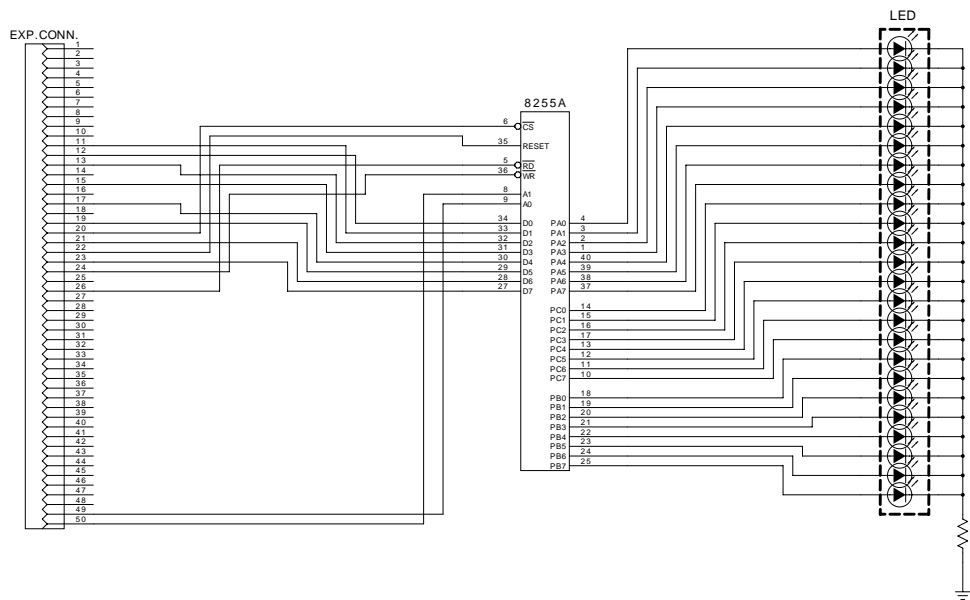 LED
EXP.CONN.
1
2
3
4
5
6
7
8
9
10
11
12
13
14
15
16
17
18
19
20
21
22
23
24
25
26
27
28
29
30
31
32
33
34
35
36
37
38
39
40
41
42
43
44
45
46
47
48
49
50
8255A
6 CS
35 RESET
5 RD
36 WR
8 A1
9 A0
34 D0
33 D1
32 D2
31 D3
30 D4
29 D5
28 D6
27 D7
PA0 4
PA1 3
PA2 2
PA3 1
PA4 40
PA5 39
PA6 38
PA7 37
PC0 14
PC1 15
PC2 16
PC3 17
PC4 13
PC5 12
PC6 11
PC7 10
PB0 18
PB1 19
PB2 20
PB3 21
PB4 22
PB5 23
PB6 24
PB7 25